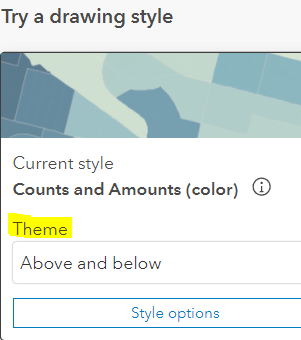 Try a drawing style
Current style
Counts and Amounts (color)
Theme
Above and below
Style options